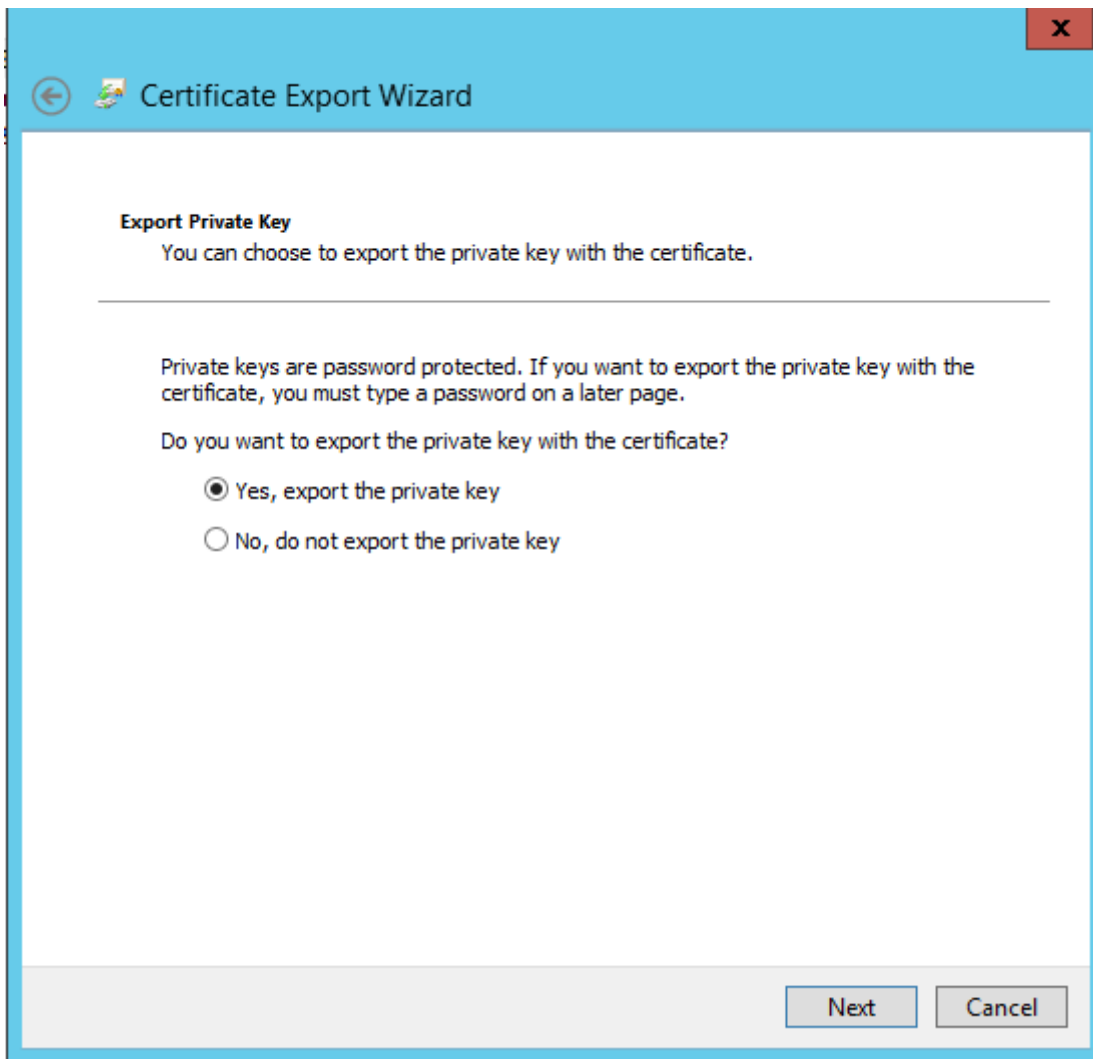 x
Certificate Export Wizard
Export Private Key
You can choose to export the private key with the certificate.
Private keys are password protected. If you want to export the private key with the
certificate, you must type a password on a later page.
Do you want to export the private key with the certificate?
Yes, export the private key
No, do not export the private key
Next Cancel